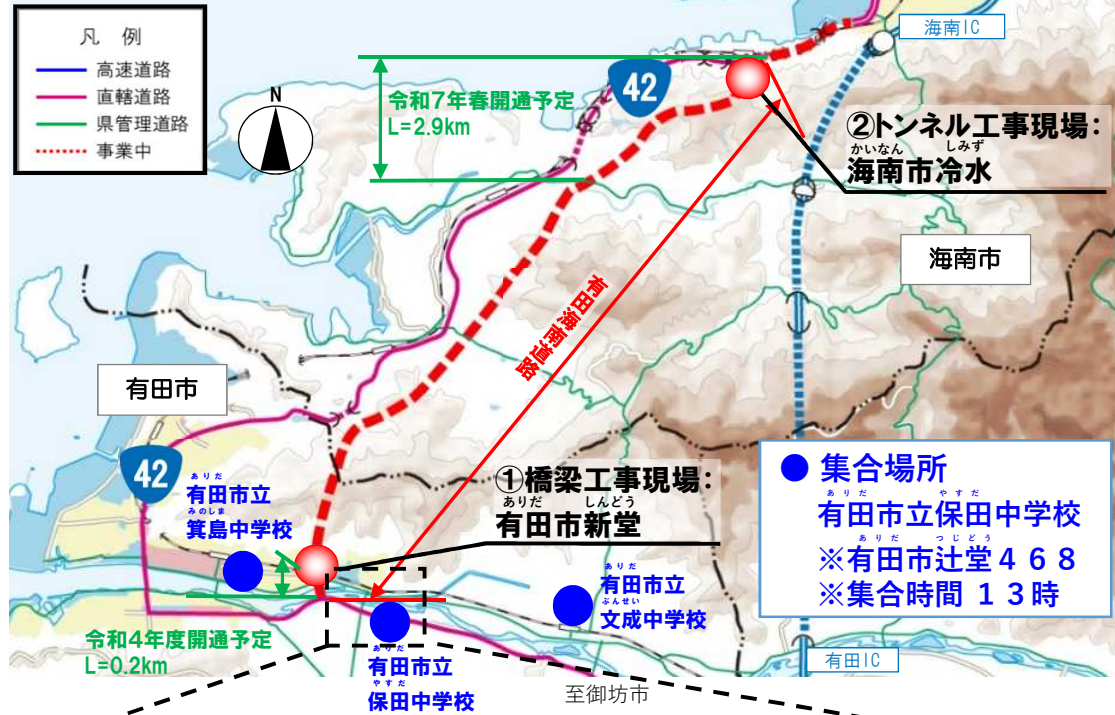 凡 例
高速道路
直轄道路
県管理道路
事業中
N
海南IC
42
令和7年春開通予定
L=2.9km
②トンネル工事現場:
かいなん しみず
海南市冷水
海南市
有田海南道路
有田市
42
ありだ
有田市立
みのしま
箕島中学校
①橋梁工事現場:
ありだ しんどう
有田市新堂
● 集合場所
ありだ やすだ
有田市立保田中学校
ありだ つじどう
※有田市辻堂468
※集合時間 13時
ありだ
有田市立
ぶんせい
文成中学校
令和4年度開通予定
L=0.2km
ありだ
有田市立
やすだ
保田中学校
有田IC
至御坊市